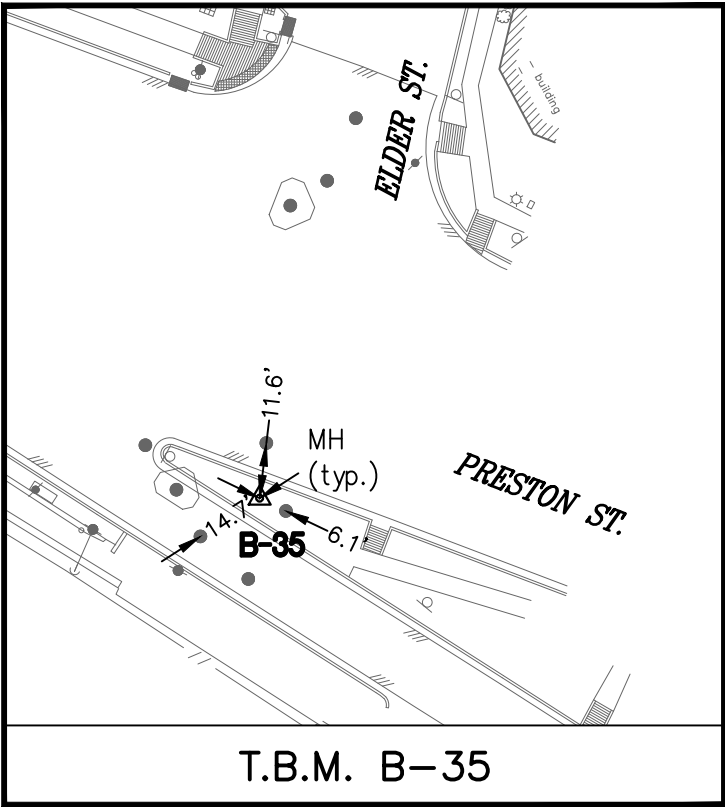 building
ELDER ST.
11.6'
MH
(typ.)
PRESTON ST.
14.7'
6.1'
B-35
T.B.M. B-35